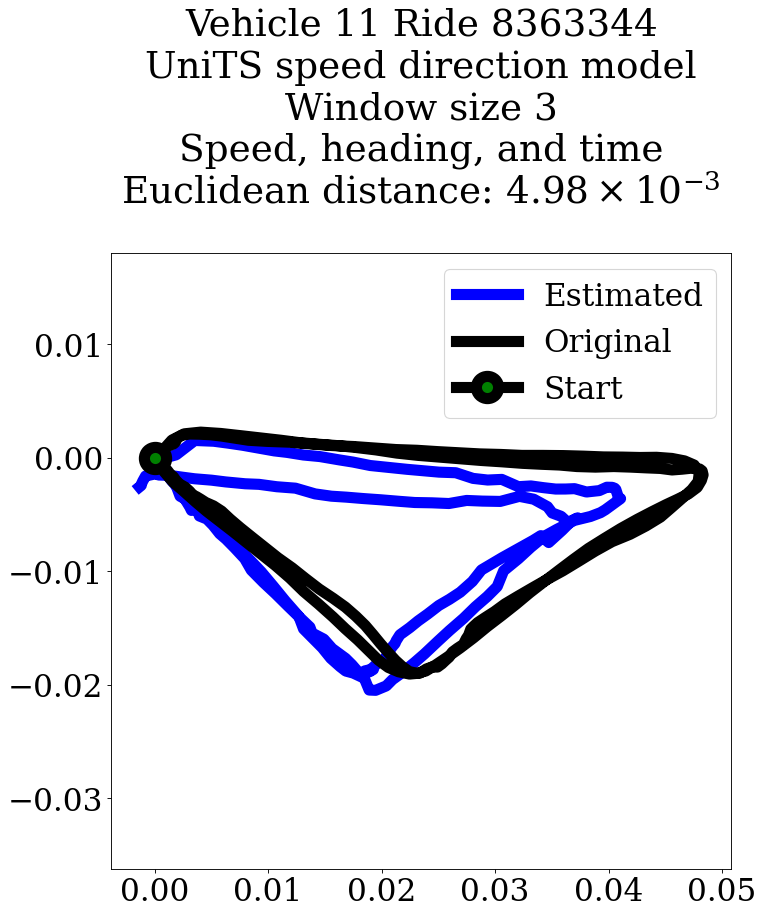 Vehicle 11 Ride 8363344
UniTS speed direction model
Window size 3
Speed, heading, and time
Euclidean distance: 4.98 × 10⁻³
Estimated
Original
Start
0.01
0.00
−0.01
−0.02
−0.03
0.00 0.01 0.02 0.03 0.04 0.05